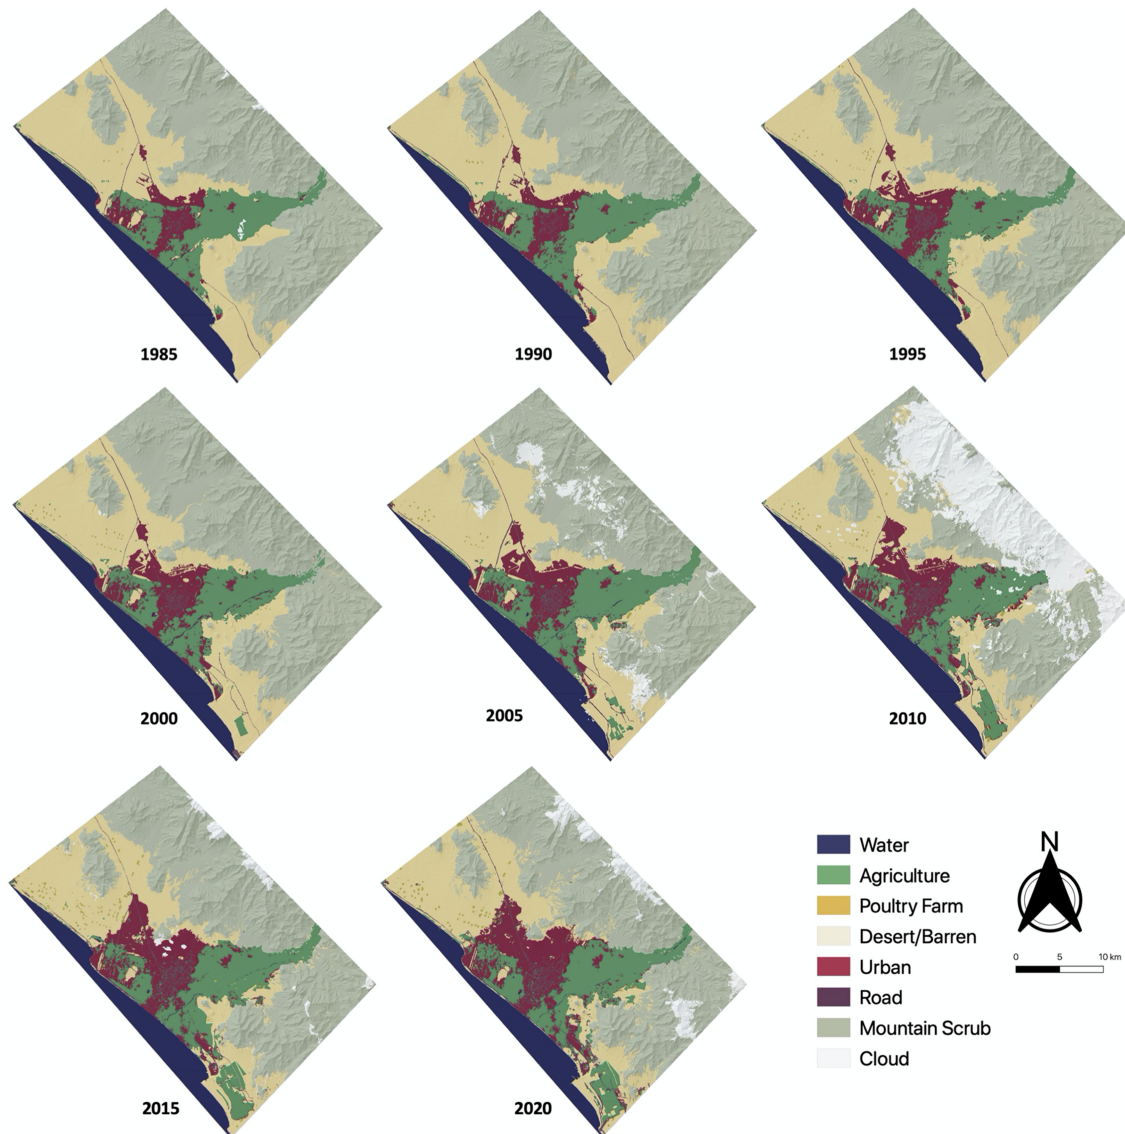 1985
1990
1995
2000
2005
2010
2015
2020
Water
Agriculture
Poultry Farm
Desert/Barren
Urban
Road
Mountain Scrub
Cloud
N
0 5 10 km